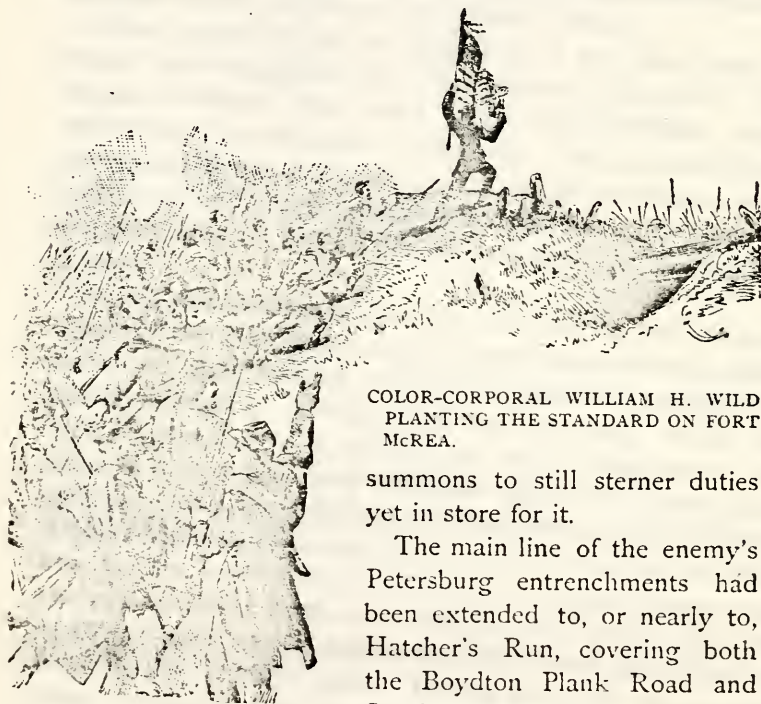 COLOR-CORPORAL WILLIAM H. WILD
PLANTING THE STANDARD ON FORT
McREA.
summons to still sterner duties
yet in store for it.
The main line of the enemy's
Petersburg entrenchments had
been extended to, or nearly to,
Hatcher's Run, covering both
the Boydton Plank Road and